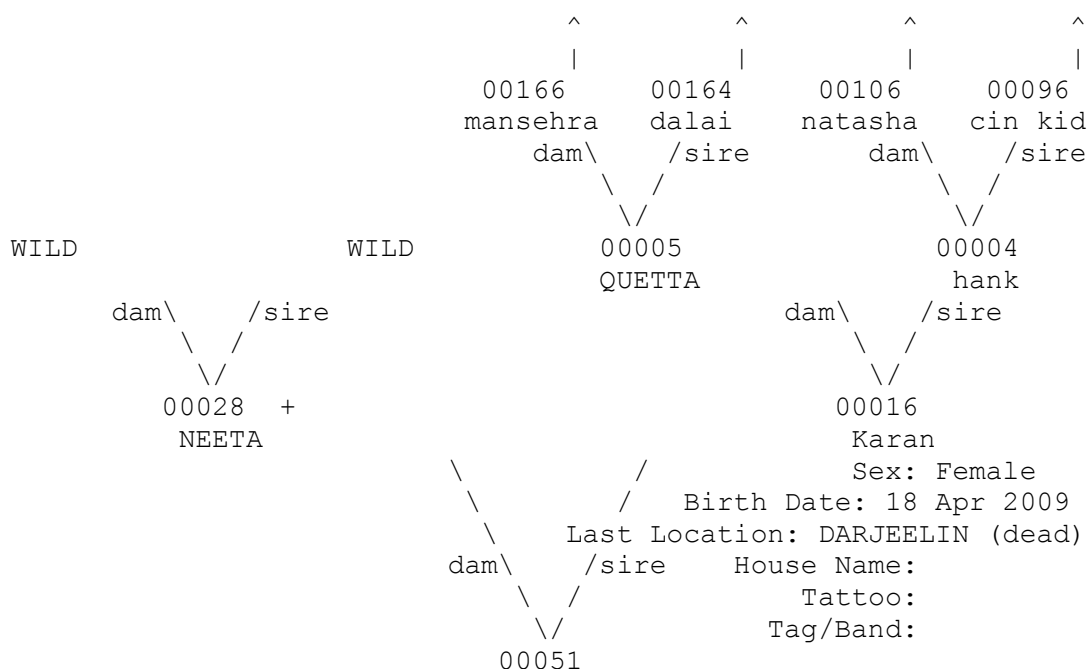 ^ ^ ^ ^
| | | |
00166 00164 00106 00096
mansehra dalai natasha cin kid
dam\ /sire dam\ /sire
\ / \ /
\/ \/
WILD WILD 00005 00004
QUETTA hank
dam\ /sire dam\ /sire
\ / \ /
\/ \/
00028 + 00016
NEETA Karan
\ / Sex: Female
\ / Birth Date: 18 Apr 2009
\ Last Location: DARJEELIN (dead)
dam\ /sire House Name:
\ / Tattoo:
\/ Tag/Band:
00051